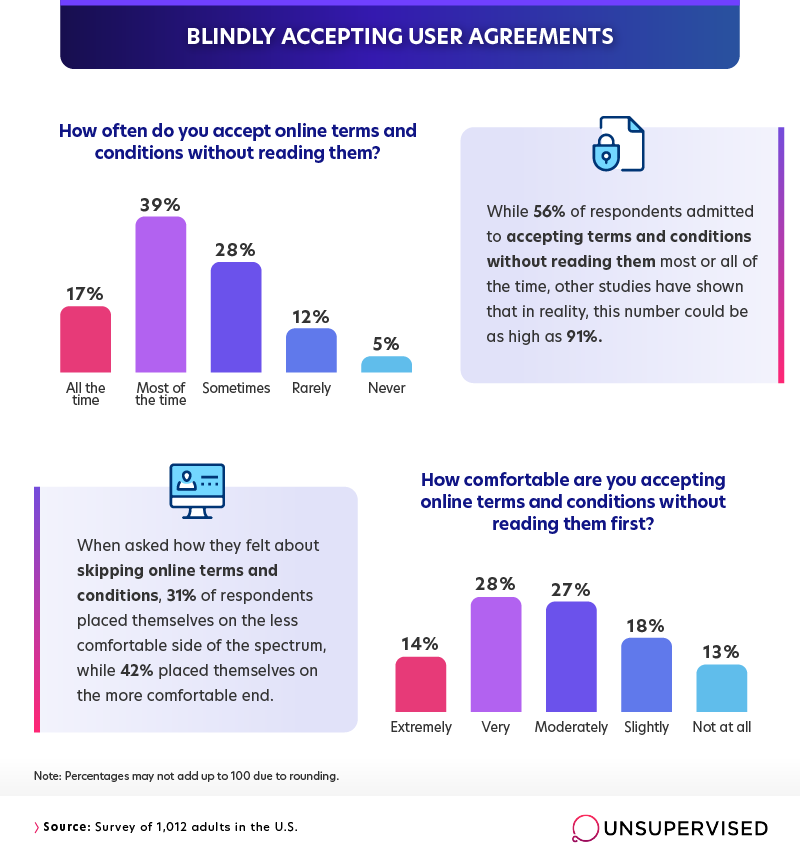 BLINDLY ACCEPTING USER AGREEMENTS
How often do you accept online terms and
conditions without reading them?
17%
39%
28%
12%
5%
All the
time
Most of
the time
Sometimes
Rarely
Never
While 56% of respondents admitted
to accepting terms and conditions
without reading them most or all of
the time, other studies have shown
that in reality, this number could be
as high as 91%.
When asked how they felt about
skipping online terms and
conditions, 31% of respondents
placed themselves on the less
comfortable side of the spectrum,
while 42% placed themselves on
the more comfortable end.
How comfortable are you accepting
online terms and conditions without
reading them first?
14%
28%
27%
18%
13%
Extremely
Very
Moderately
Slightly
Not at all
Note: Percentages may not add up to 100 due to rounding.
Source: Survey of 1,012 adults in the U.S.
UNSUPERVISED